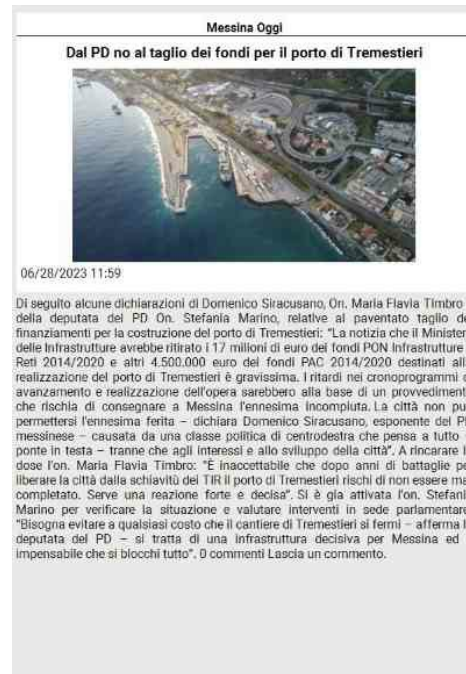 Messina Oggi
Dal PD no al taglio dei fondi per il porto di Tremestieri
06/28/2023 11:59
Di seguito alcune dichiarazioni di Domenico Siracusano, On. Maria Flavia Timbro
della deputata del PD On. Stefania Marino, relative al paventato taglio de
finanziamenti per la costruzione del porto di Tremestieri: "La notizia che il Minister
delle Infrastrutture avrebbe ritirato i 17 milioni di euro dei fondi PON Infrastrutture
Reti 2014/2020 e altri 4.500.000 euro dei fondi PAC 2014/2020 destinati all
realizzazione del porto di Tremestieri è gravissima. I ritardi nei cronoprogrammi d
avanzamento e realizzazione dell'opera sarebbero alla base di un provvediment
che rischia di consegnare a Messina l'ennesima incompiuta. La città non pu
permettersi l'ennesima ferita – dichiara Domenico Siracusano, esponente del P
messinese – causata da una classe politica di centrodestra che pensa a tutto
ponte in testa – tranne che agli interessi e allo sviluppo della città". A rincarare l
dose l'on. Maria Flavia Timbro: "È inaccettabile che dopo anni di battaglie pe
liberare la città dalla schiavitù dei TIR il porto di Tremestieri rischi di non essere ma
completato. Serve una reazione forte e decisa". Si è già attivata l'on. Stefani
Marino per verificare la situazione e valutare interventi in sede parlamentare
"Bisogna evitare a qualsiasi costo che il cantiere di Tremestieri si fermi – afferma l
deputata del PD – si tratta di una infrastruttura decisiva per Messina ed
impensabile che si blocchi tutto". 0 commenti Lascia un commento.